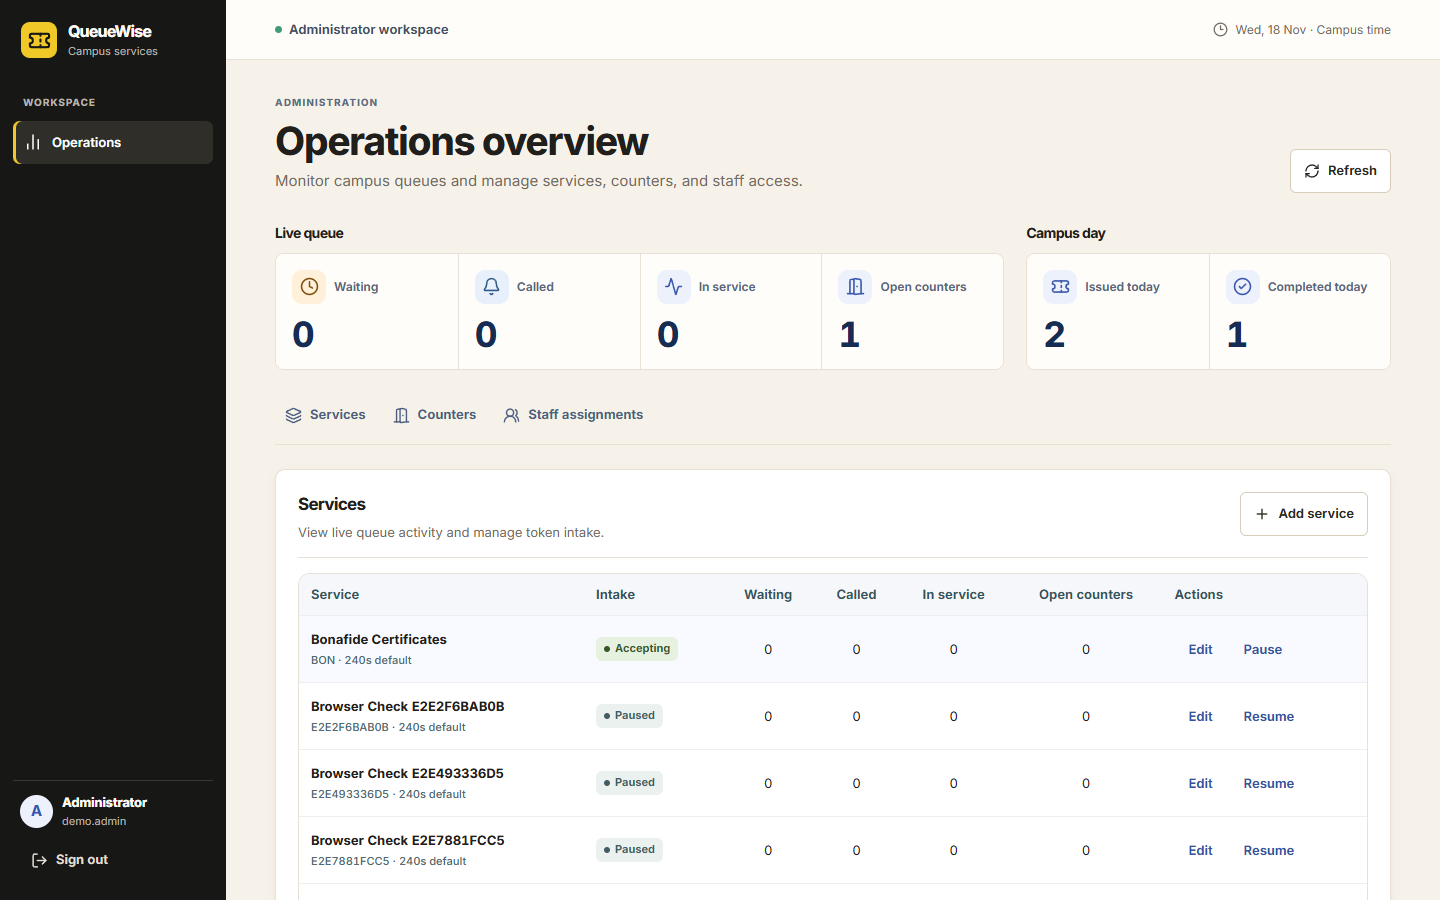 QueueWise
Campus services
WORKSPACE
Operations
Administrator
demo.admin
A
Sign out
Administrator workspace
Wed, 18 Nov · Campus time
ADMINISTRATION
Operations overview
Monitor campus queues and manage services, counters, and staff access.
Refresh
Live queue
Waiting
0
Called
0
In service
0
Open counters
1
Campus day
Issued today
2
Completed today
1
Services
Counters
Staff assignments
Services
View live queue activity and manage token intake.
Add service
Service Intake Waiting Called In service Open counters Actions
Bonafide Certificates
BON · 240s default
Accepting 0 0 0 0 Edit Pause
Browser Check E2E2F6BAB0B
E2E2F6BAB0B · 240s default
Paused 0 0 0 0 Edit Resume
Browser Check E2E493336D5
E2E493336D5 · 240s default
Paused 0 0 0 0 Edit Resume
Browser Check E2E7881FCC5
E2E7881FCC5 · 240s default
Paused 0 0 0 0 Edit Resume